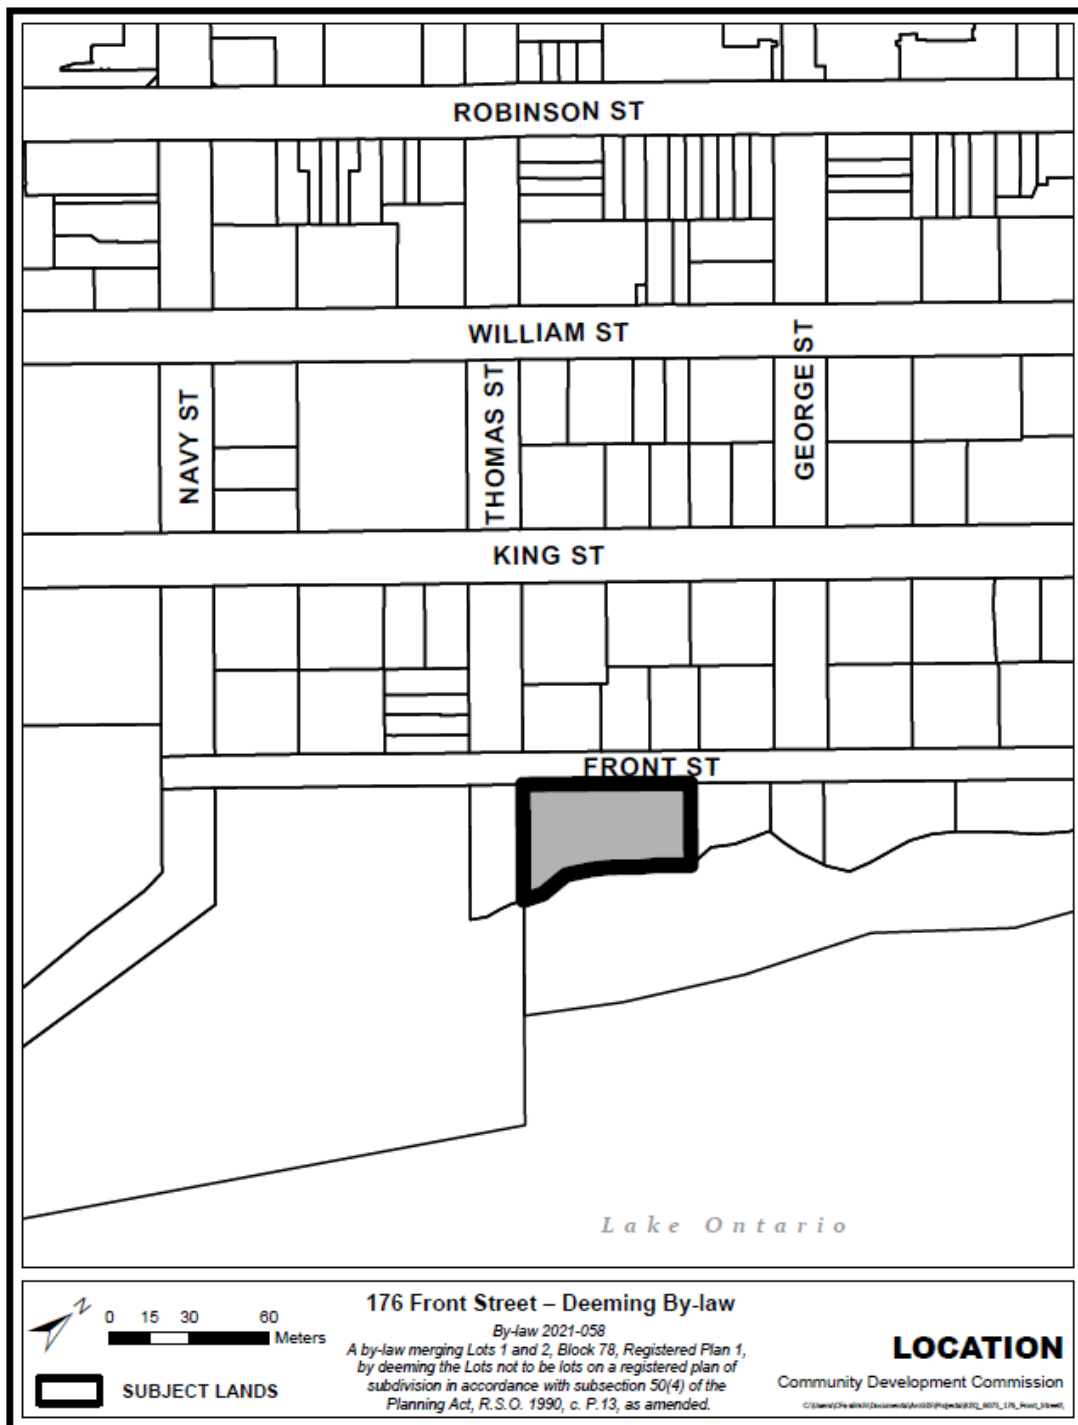 ROBINSON ST
WILLIAM ST
GEORGE ST
THOMAS ST
NAVY ST
KING ST
FRONT ST
Lake Ontario
N
0 15 30 60
Meters
SUBJECT LANDS
176 Front Street – Deeming By-law
By-law 2021-058
A by-law merging Lots 1 and 2, Block 78, Registered Plan 1,
by deeming the Lots not to be lots on a registered plan of
subdivision in accordance with subsection 50(4) of the
Planning Act, R.S.O. 1990, c. P.13, as amended.
LOCATION
Community Development Commission